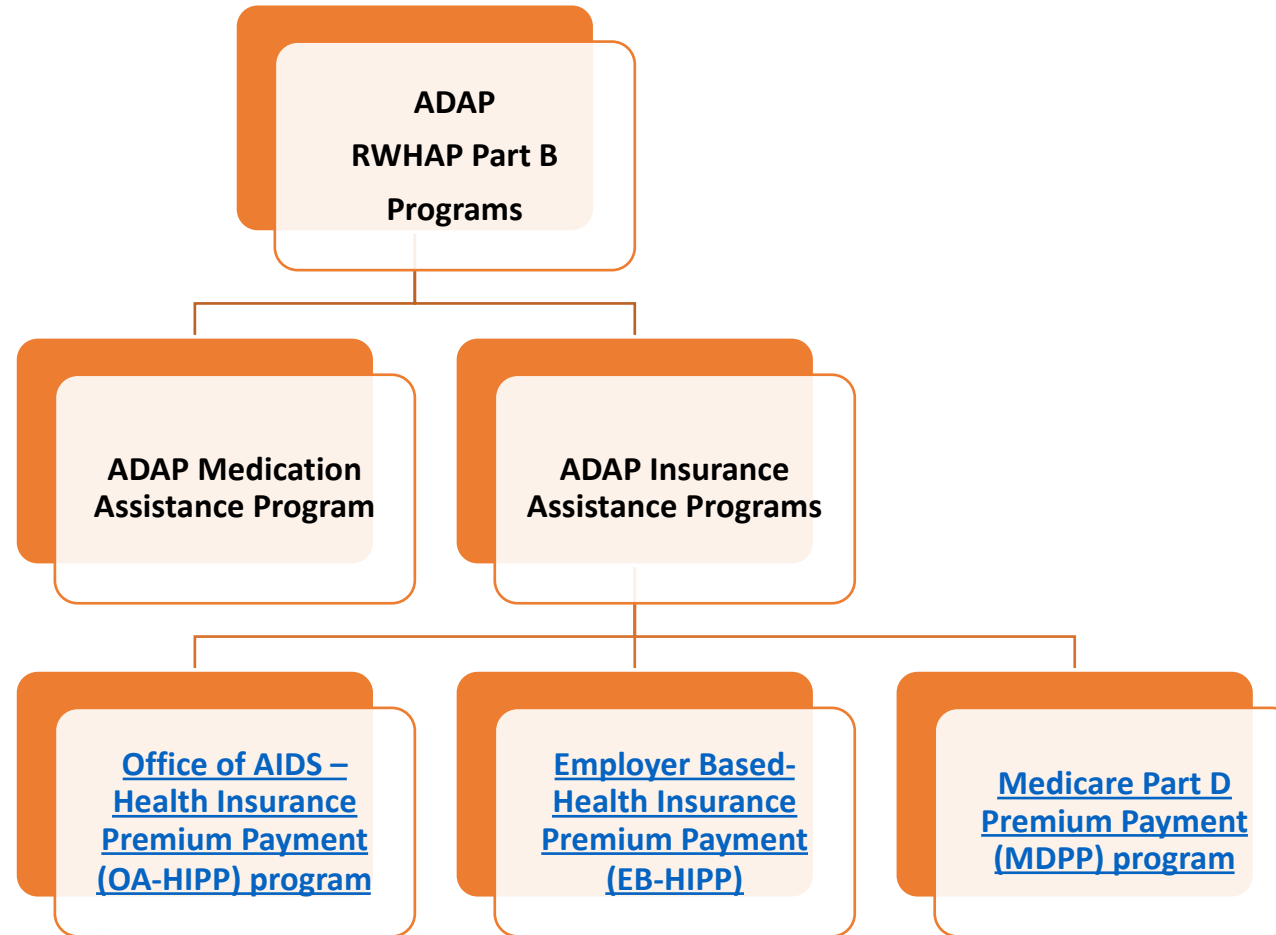 ADAP
RWHAP Part B
Programs
ADAP Medication
Assistance Program
ADAP Insurance
Assistance Programs
Office of AIDS –
Health Insurance
Premium Payment
(OA-HIPP) program
Employer Based-
Health Insurance
Premium Payment
(EB-HIPP)
Medicare Part D
Premium Payment
(MDPP) program